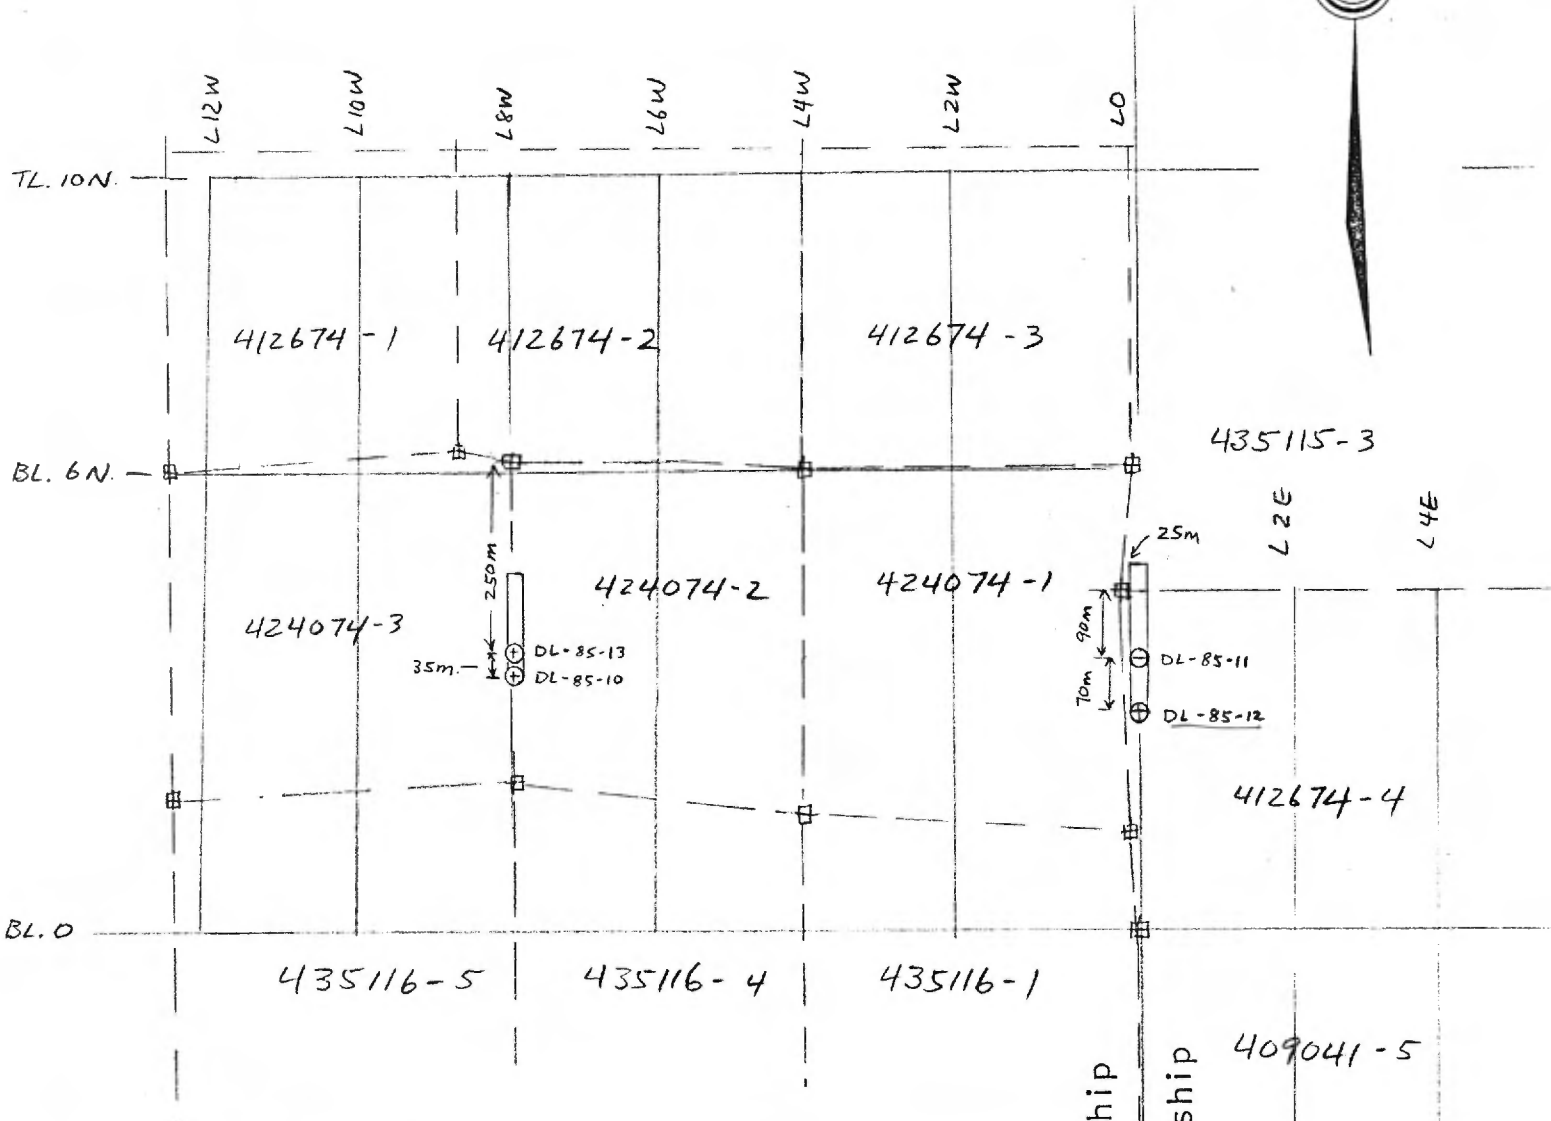 L12W
L10W
L8W
L6W
L4W
L2W
L0
TL. 10N.
412674-1
412674-2
412674-3
435115-3
BL. 6N.
L2E
L4E
25m
250m
424074-2
424074-1
90m
424074-3
DL-85-13
35m.
DL-85-10
DL-85-11
70m
DL-85-12
412674-4
BL. 0
435116-5
435116-4
435116-1
409041-5
hip
ship